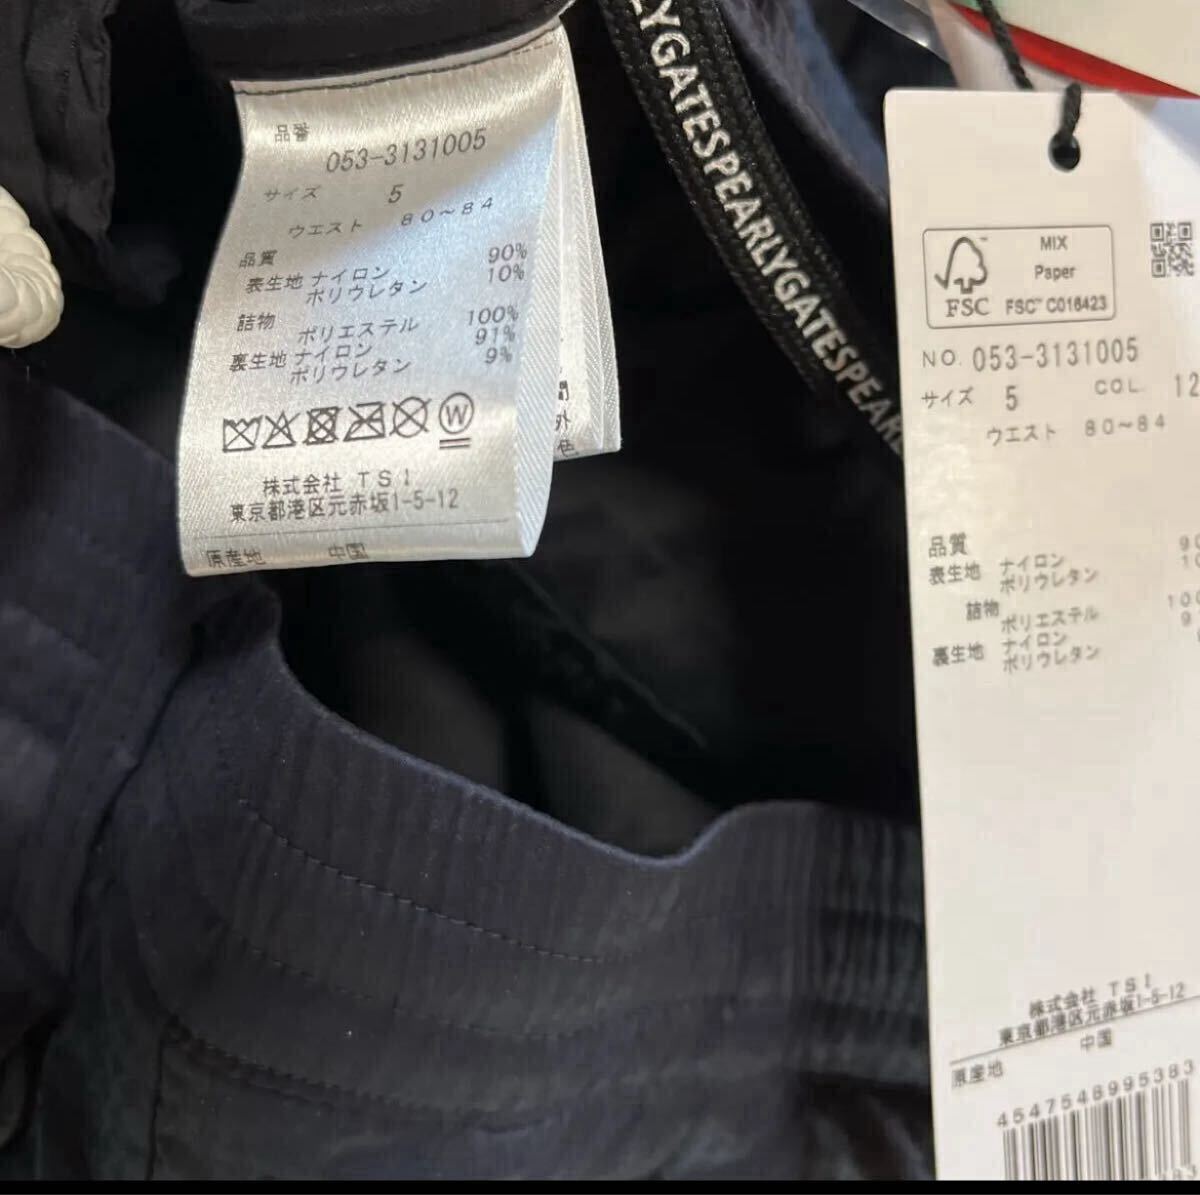 品番
053-3131005
サイズ 5
ウエスト 80~84
品質
表生地 ナイロン 90%
ポリウレタン 10%
詰物
ポリエステル 100%
裏生地 ナイロン 91%
ポリウレタン 9%
W
株式会社 TSI
東京都港区元赤坂1-5-12
原産地 中国
色
LYGATESPEARLYGATESPEARL
FSC
MIX
Paper
FSC™ C016423
NO. 053-3131005
サイズ 5 COL. 12
ウエスト 80~84
品質
表生地 ナイロン 90
ポリウレタン 10
詰物
ポリエステル 100
裏生地 ナイロン 9
ポリウレタン
株式会社 TSI
東京都港区元赤坂1-5-12
原産地 中国
4547548995383